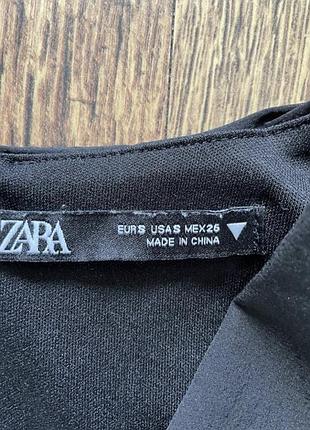 ZARA
EUR S USA S MEX 26
MADE IN CHINA